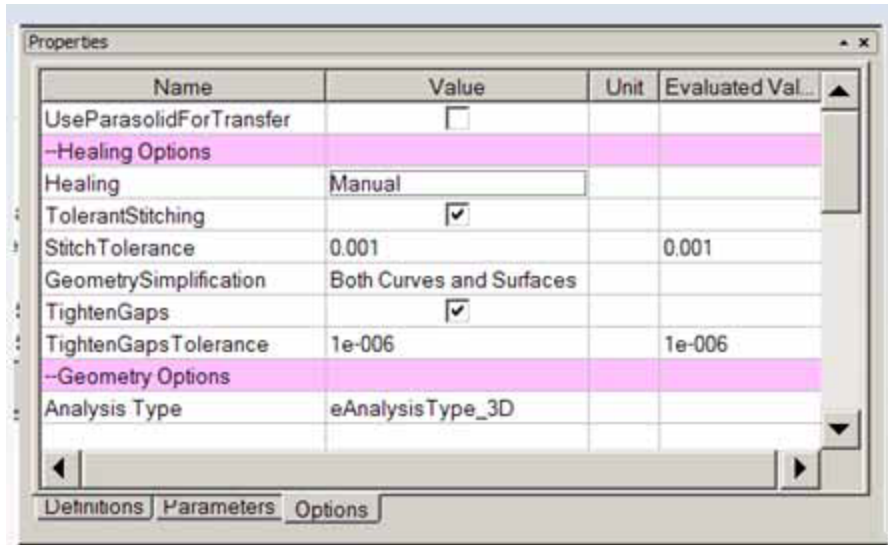 Properties
Name Value Unit Evaluated Val...
UseParasolidForTransfer
--Healing Options
Healing Manual
TolerantStitching
StitchTolerance 0.001 0.001
GeometrySimplification Both Curves and Surfaces
TightenGaps
TightenGapsTolerance 1e-006 1e-006
--Geometry Options
Analysis Type eAnalysisType_3D
Definitions Parameters Options